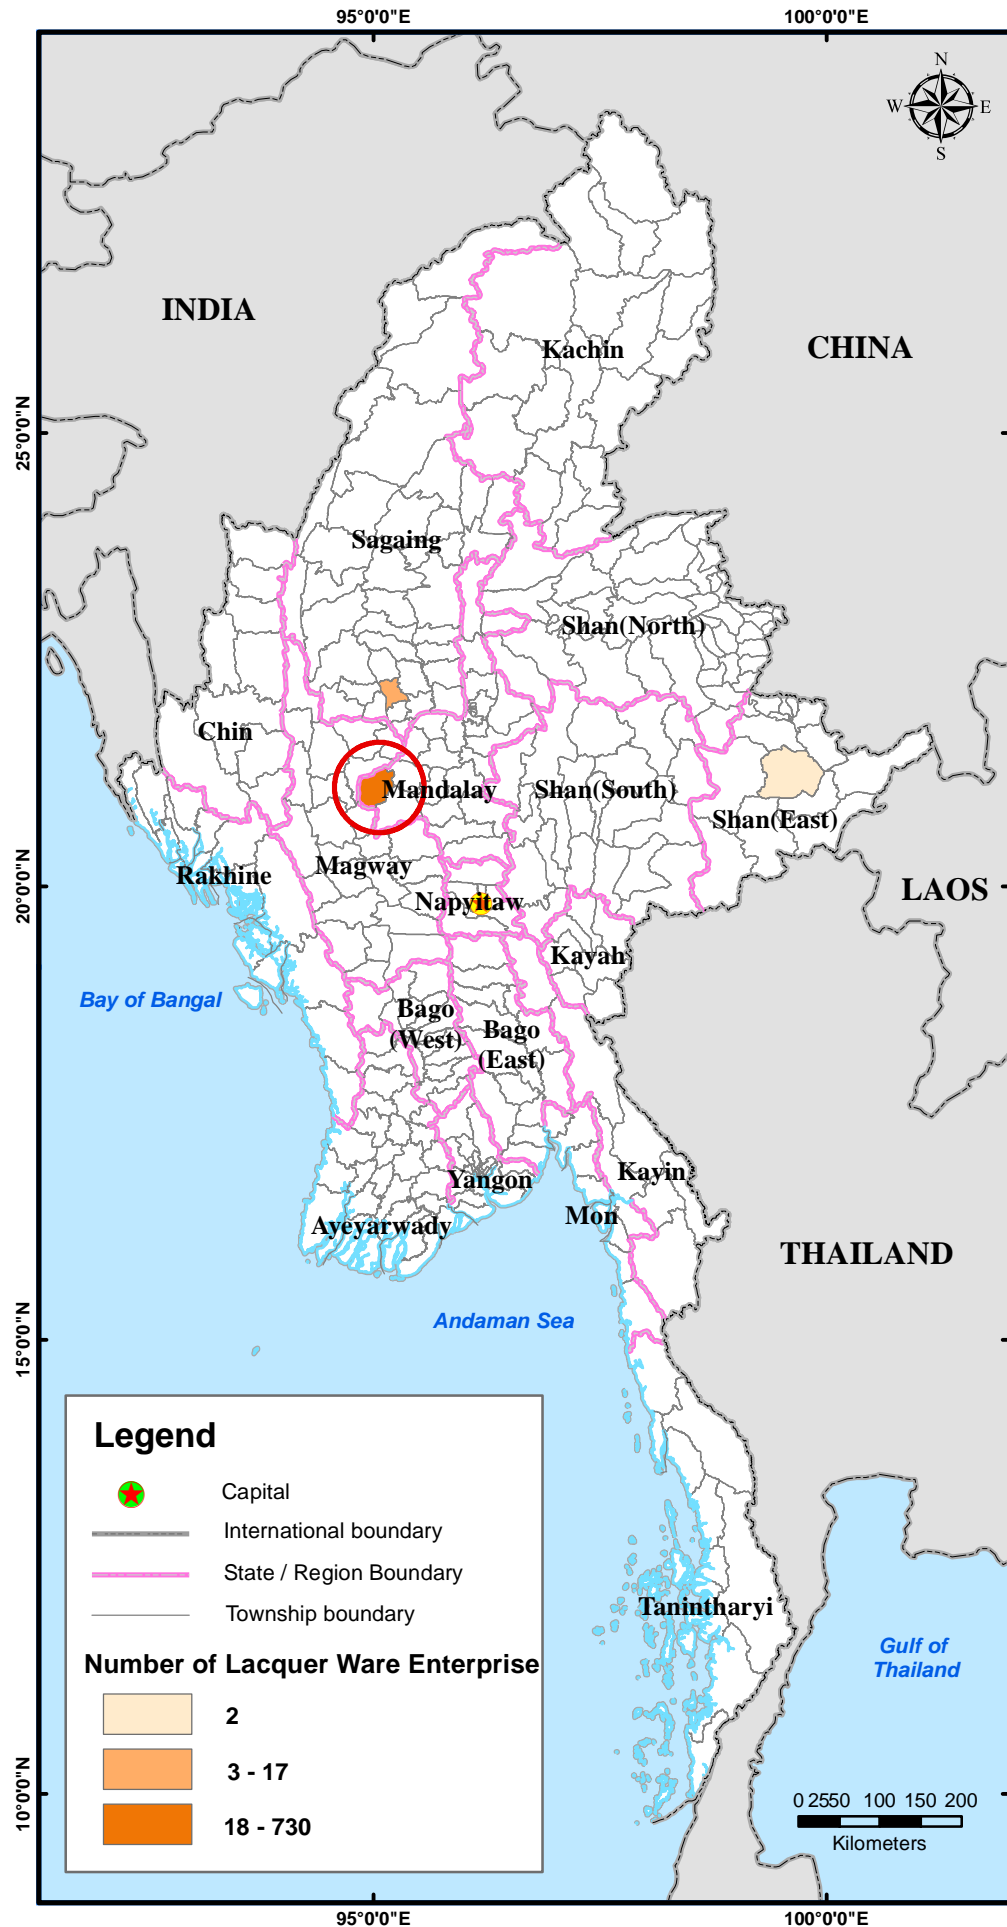 95°0'0"E
100°0'0"E
N
W
E
S
INDIA
CHINA
Kachin
25°0'0"N
Sagaing
Shan(North)
Chin
Mandalay
Shan(South)
Shan(East)
Magway
Rakhine
20°0'0"N
LAOS
Napyitaw
Kayah
Bay of Bangal
Bago
(West)
Bago
(East)
Kayin
Yangon
Mon
Ayeyarwady
THAILAND
Andaman Sea
15°0'0"N
Legend
Capital
International boundary
State / Region Boundary
Township boundary
Number of Lacquer Ware Enterprise
2
3 - 17
18 - 730
Tanintharyi
Gulf of
Thailand
10°0'0"N
0 2550 100 150 200
Kilometers
95°0'0"E
100°0'0"E